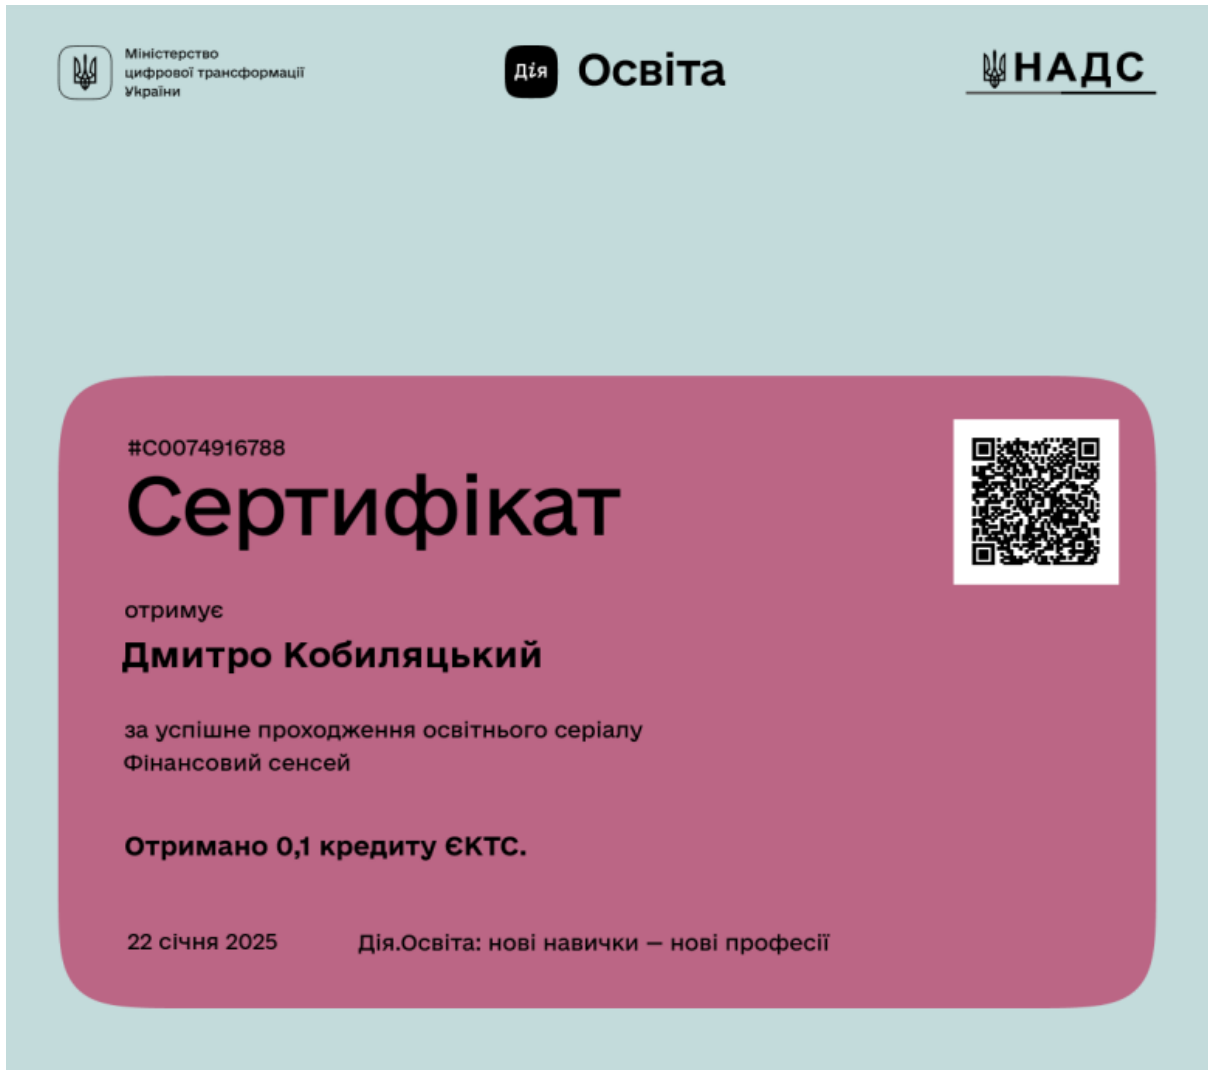 Міністерство
цифрової трансформації
України
Дія Освіта
НАДС
#C0074916788
Сертифікат
отримує
Дмитро Кобиляцький
за успішне проходження освітнього серіалу
Фінансовий сенсей
Отримано 0,1 кредиту ЄКТС.
22 січня 2025 Дія.Освіта: нові навички — нові професії